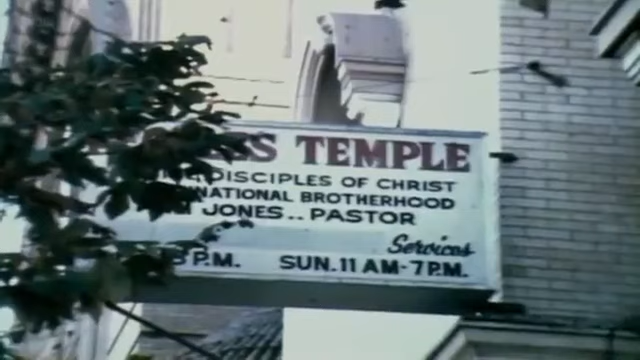 TEMPLE
DISCIPLES OF CHRIST
NATIONAL BROTHERHOOD
JONES.. PASTOR
Services
P.M. SUN. 11 AM-7 P.M.